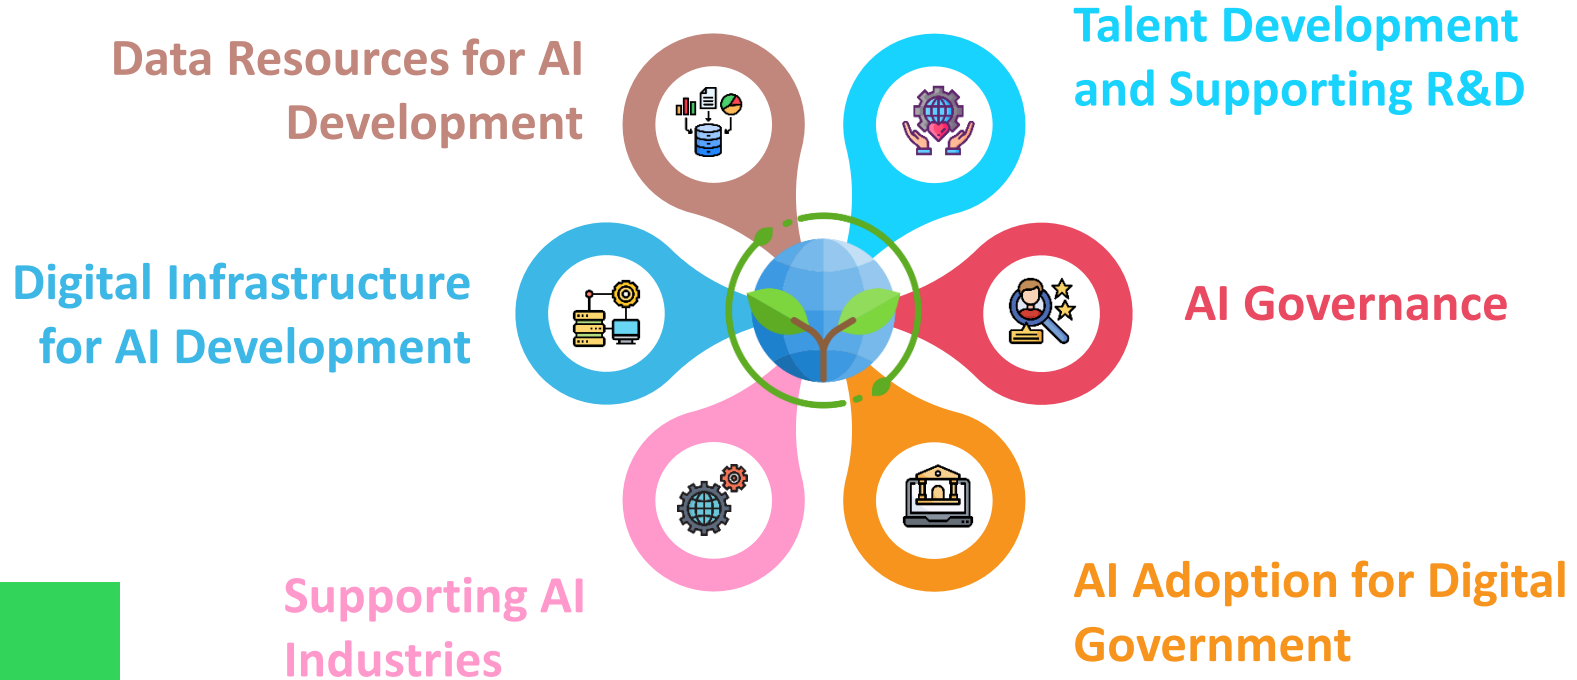 Data Resources for AI
Development
Talent Development
and Supporting R&D
Digital Infrastructure
for AI Development
AI Governance
Supporting AI
Industries
AI Adoption for Digital
Government